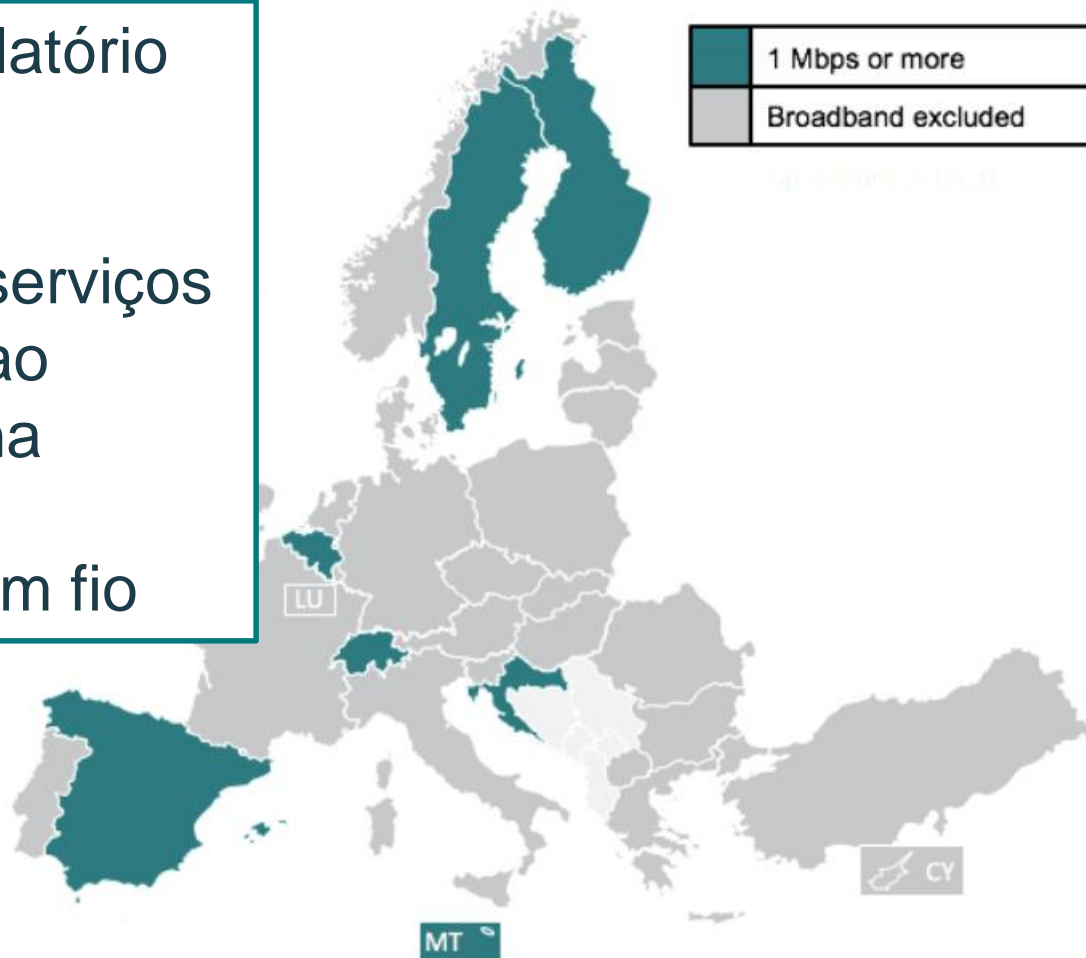 latório
serviços
ao
na
m fio
1 Mbps or more
Broadband excluded
LU
CY
MT